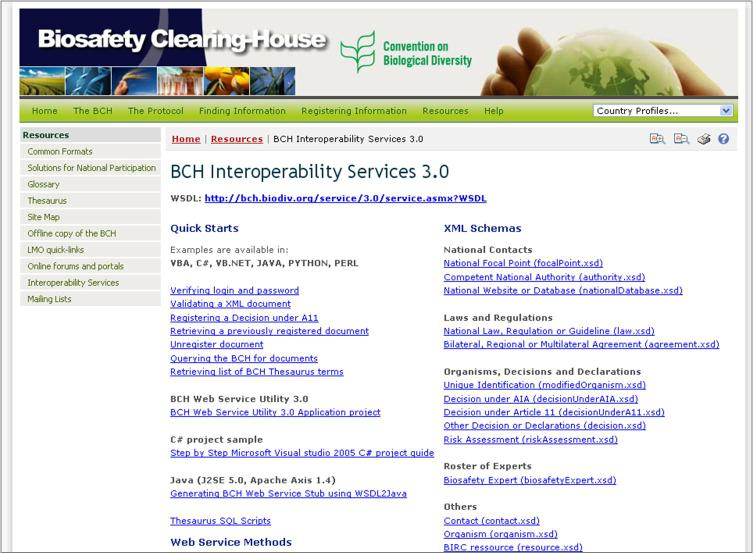 Biosafety Clearing-House
Convention on
Biological Diversity
Home The BCH The Protocol Finding Information Registering Information Resources Help Country Profiles...
Resources
Common Formats
Solutions for National Participation
Glossary
Thesaurus
Site Map
Offline copy of the BCH
LMO quick-links
Online forums and portals
Interoperability Services
Mailing Lists
Home | Resources | BCH Interoperability Services 3.0
BCH Interoperability Services 3.0
WSDL: http://bch.biodiv.org/service/3.0/service.asmx?WSDL
Quick Starts
Examples are available in:
VBA, C#, VB.NET, JAVA, PYTHON, PERL
Verifying login and password
Validating a XML document
Registering a Decision under A11
Retrieving a previously registered document
Unregister document
Querying the BCH for documents
Retrieving list of BCH Thesaurus terms
BCH Web Service Utility 3.0
BCH Web Service Utility 3.0 Application project
C# project sample
Step by Step Microsoft Visual studio 2005 C# project guide
Java (J2SE 5.0, Apache Axis 1.4)
Generating BCH Web Service Stub using WSDL2Java
Thesaurus SQL Scripts
Web Service Methods
XML Schemas
National Contacts
National Focal Point (focalPoint.xsd)
Competent National Authority (authority.xsd)
National Website or Database (nationalDatabase.xsd)
Laws and Regulations
National Law, Regulation or Guideline (law.xsd)
Bilateral, Regional or Multilateral Agreement (agreement.xsd)
Organisms, Decisions and Declarations
Unique Identification (modifiedOrganism.xsd)
Decision under AIA (decisionUnderAIA.xsd)
Decision under Article 11 (decisionUnderA11.xsd)
Other Decision or Declarations (decision.xsd)
Risk Assessment (riskAssessment.xsd)
Roster of Experts
Biosafety Expert (biosafetyExpert.xsd)
Others
Contact (contact.xsd)
Organism (organism.xsd)
BIRC ressource (resource.xsd)